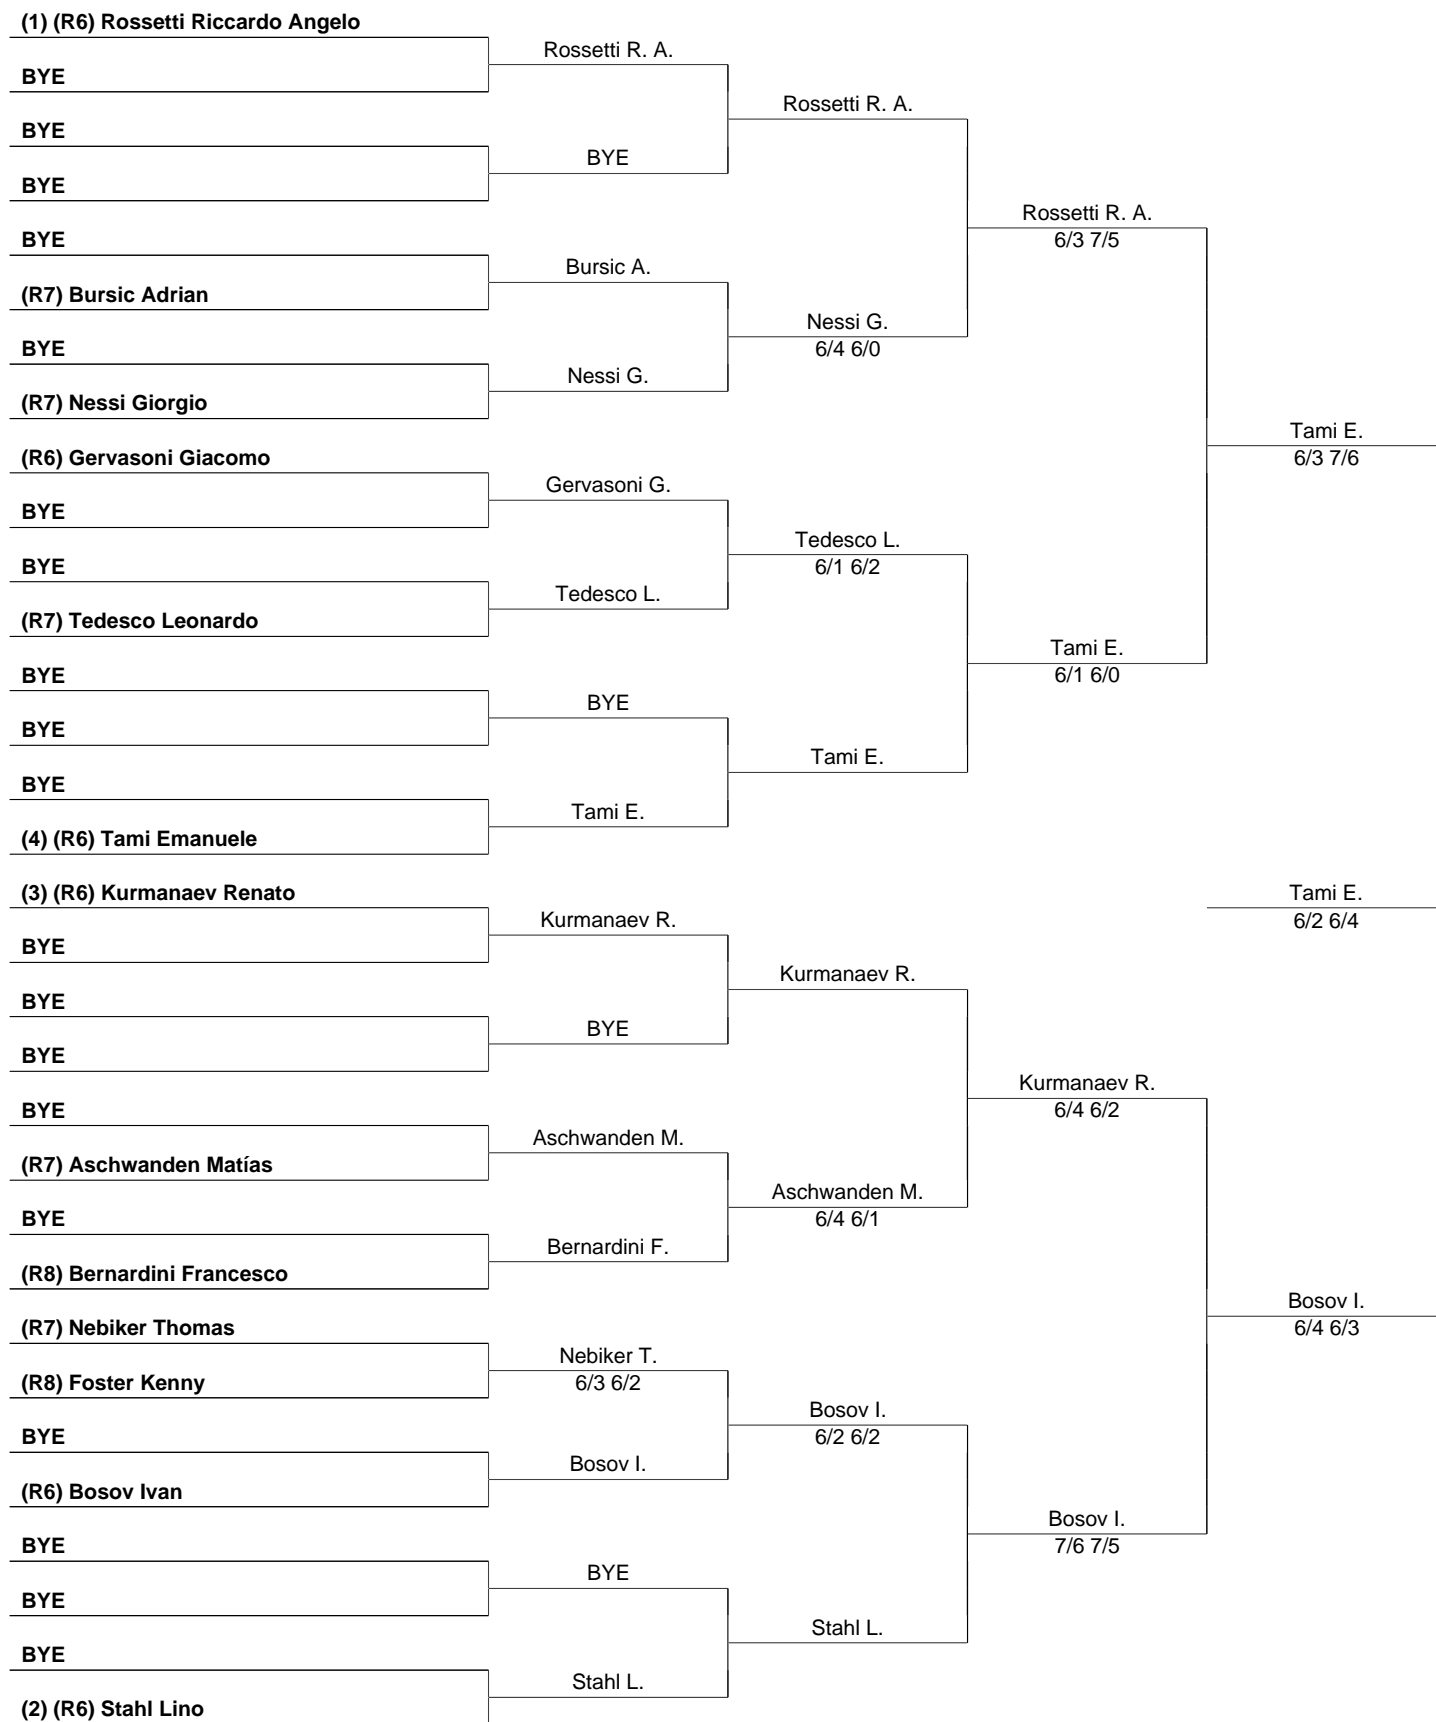 (1) (R6) Rossetti Riccardo Angelo
Rossetti R. A.
BYE
Rossetti R. A.
BYE
BYE
BYE
Rossetti R. A.
6/3 7/5
BYE
Bursic A.
(R7) Bursic Adrian
Nessi G.
6/4 6/0
BYE
Nessi G.
(R7) Nessi Giorgio
Tami E.
6/3 7/6
(R6) Gervasoni Giacomo
Gervasoni G.
BYE
Tedesco L.
6/1 6/2
BYE
Tedesco L.
(R7) Tedesco Leonardo
Tami E.
6/1 6/0
BYE
BYE
BYE
Tami E.
BYE
Tami E.
(4) (R6) Tami Emanuele
(3) (R6) Kurmanaev Renato
Tami E.
6/2 6/4
Kurmanaev R.
BYE
Kurmanaev R.
BYE
BYE
BYE
Kurmanaev R.
6/4 6/2
BYE
Aschwanden M.
(R7) Aschwanden Matías
Aschwanden M.
6/4 6/1
BYE
Bernardini F.
(R8) Bernardini Francesco
Bosov I.
6/4 6/3
(R7) Nebiker Thomas
Nebiker T.
6/3 6/2
(R8) Foster Kenny
Bosov I.
6/2 6/2
BYE
Bosov I.
(R6) Bosov Ivan
Bosov I.
7/6 7/5
BYE
BYE
BYE
Stahl L.
BYE
Stahl L.
(2) (R6) Stahl Lino